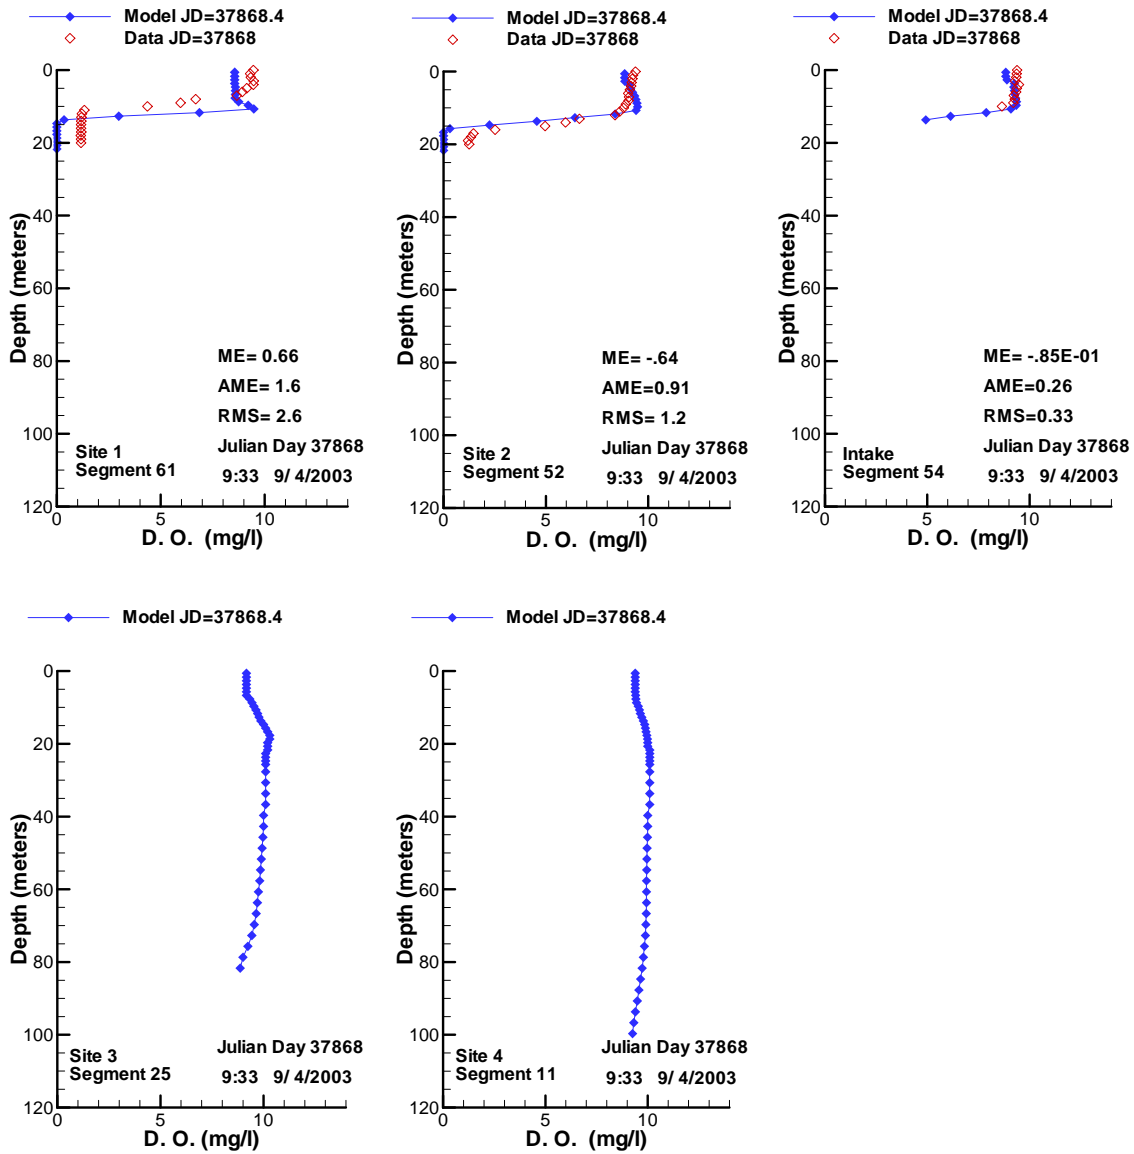 Model JD=37868.4
Data JD=37868
0
20
40
60
80
100
120
Depth (meters)
ME= 0.66
AME= 1.6
RMS= 2.6
Site 1
Segment 61
Julian Day 37868
9:33 9/ 4/2003
0 5 10
D. O. (mg/l)
Model JD=37868.4
Data JD=37868
0
20
40
60
80
100
120
Depth (meters)
ME= -.64
AME=0.91
RMS= 1.2
Site 2
Segment 52
Julian Day 37868
9:33 9/ 4/2003
0 5 10
D. O. (mg/l)
Model JD=37868.4
Data JD=37868
0
20
40
60
80
100
120
Depth (meters)
ME= -.85E-01
AME=0.26
RMS=0.33
Intake
Segment 54
Julian Day 37868
9:33 9/ 4/2003
0 5 10
D. O. (mg/l)
Model JD=37868.4
0
20
40
60
80
100
120
Depth (meters)
Site 3
Segment 25
Julian Day 37868
9:33 9/ 4/2003
0 5 10
D. O. (mg/l)
Model JD=37868.4
0
20
40
60
80
100
120
Depth (meters)
Site 4
Segment 11
Julian Day 37868
9:33 9/ 4/2003
0 5 10
D. O. (mg/l)